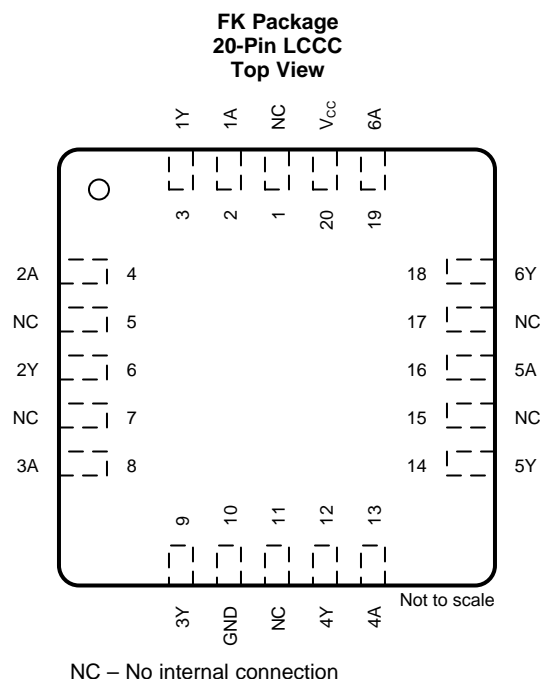 FK Package
20-Pin LCCC
Top View
1Y 1A NC VCC 6A
3 2 1 20 19
2A 4 18 6Y
NC 5 17 NC
2Y 6 16 5A
NC 7 15 NC
3A 8 14 5Y
9 10 11 12 13
3Y GND NC 4Y 4A
Not to scale
NC – No internal connection